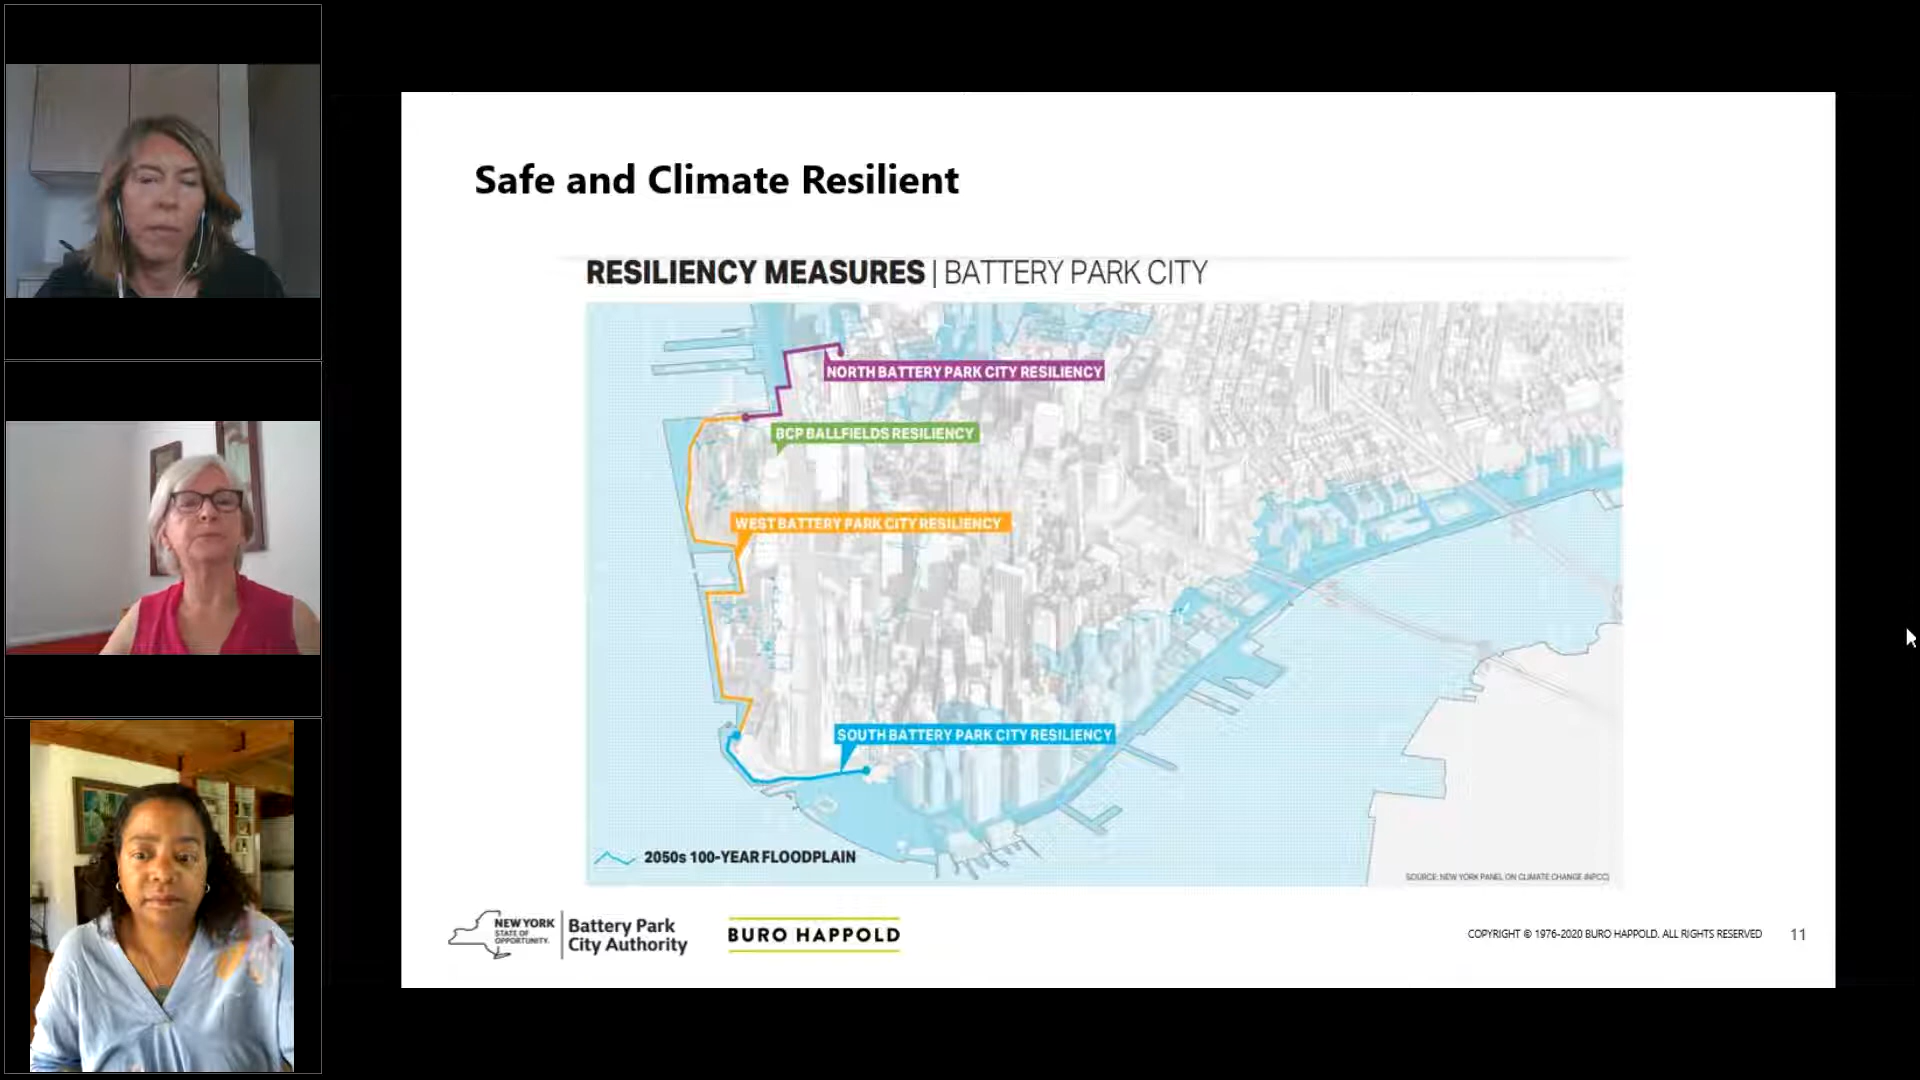 Safe and Climate Resilient
RESILIENCY MEASURES | BATTERY PARK CITY
NORTH BATTERY PARK CITY RESILIENCY
BCP BALLFIELDS RESILIENCY
WEST BATTERY PARK CITY RESILIENCY
SOUTH BATTERY PARK CITY RESILIENCY
2050s 100-YEAR FLOODPLAIN
SOURCE: NEW YORK PANEL ON CLIMATE CHANGE (NPCC)
NEW YORK
STATE OF
OPPORTUNITY.
Battery Park
City Authority
BURO HAPPOLD
COPYRIGHT © 1976-2020 BURO HAPPOLD. ALL RIGHTS RESERVED
11